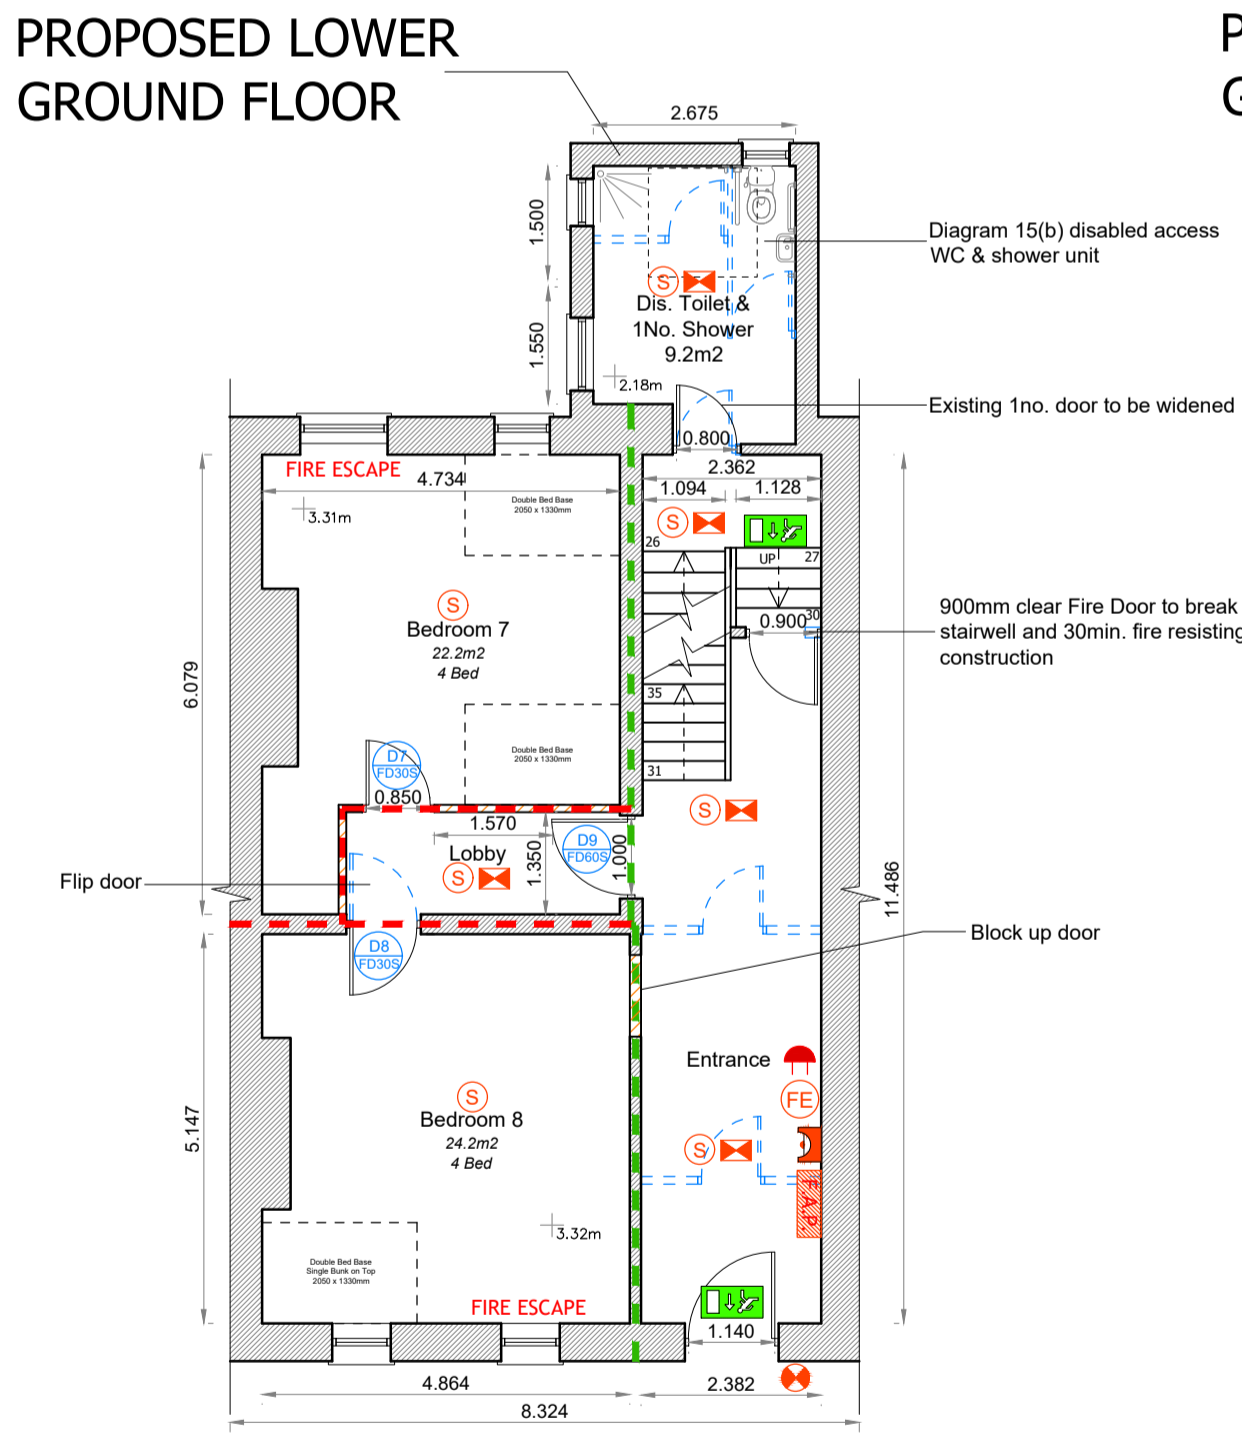 PROPOSED LOWER
GROUND FLOOR
P
G
2.675
1.500
1.550
Diagram 15(b) disabled access
WC & shower unit
S
Dis. Toilet &
1No. Shower
9.2m2
2.18m
Existing 1no. door to be widened
0.800
FIRE ESCAPE
4.734
2.362
1.094
1.128
Double Bed Base
2050 x 1330mm
3.31m
S
26
UP
27
S
Bedroom 7
22.2m2
4 Bed
0.900
30
900mm clear Fire Door to break
stairwell and 30min. fire resisting
construction
6.079
35
Double Bed Base
2050 x 1330mm
31
D7
FD30S
0.850
S
1.570
D9
FD60S
1.000
1.350
Lobby
S
Flip door
11.486
D8
FD30S
Block up door
Entrance
FE
S
Bedroom 8
24.2m2
4 Bed
5.147
S
F.A.P.
3.32m
Double Bed Base
Single Bunk on Top
2050 x 1330mm
FIRE ESCAPE
1.140
4.864
2.382
8.324